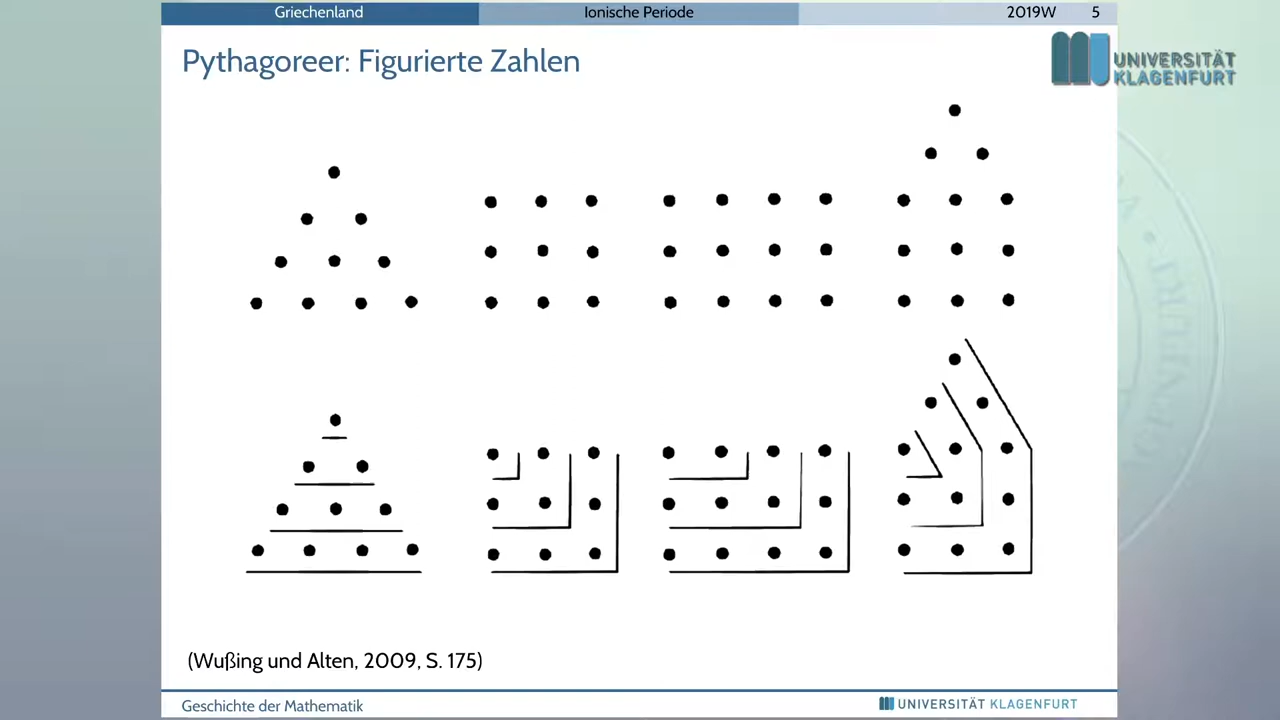 Griechenland Ionische Periode 2019W 5
Pythagoreer: Figurierte Zahlen
UNIVERSITÄT
KLAGENFURT
(Wußing und Alten, 2009, S. 175)
Geschichte der Mathematik UNIVERSITÄT KLAGENFURT